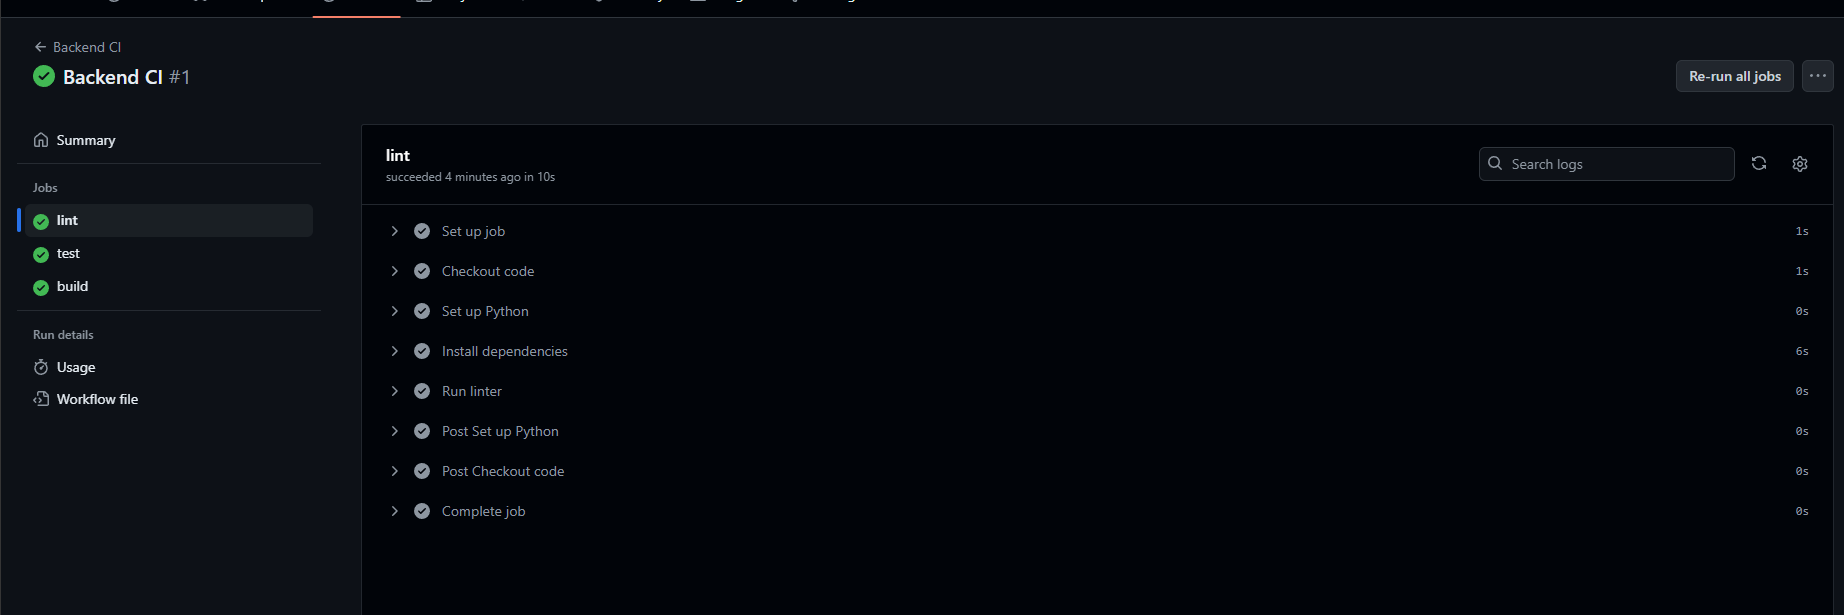 Backend CI
Backend CI #1
Re-run all jobs
Summary
Jobs
lint
test
build
Run details
Usage
Workflow file
lint
succeeded 4 minutes ago in 10s
Search logs
Set up job 1s
Checkout code 1s
Set up Python 0s
Install dependencies 6s
Run linter 0s
Post Set up Python 0s
Post Checkout code 0s
Complete job 0s